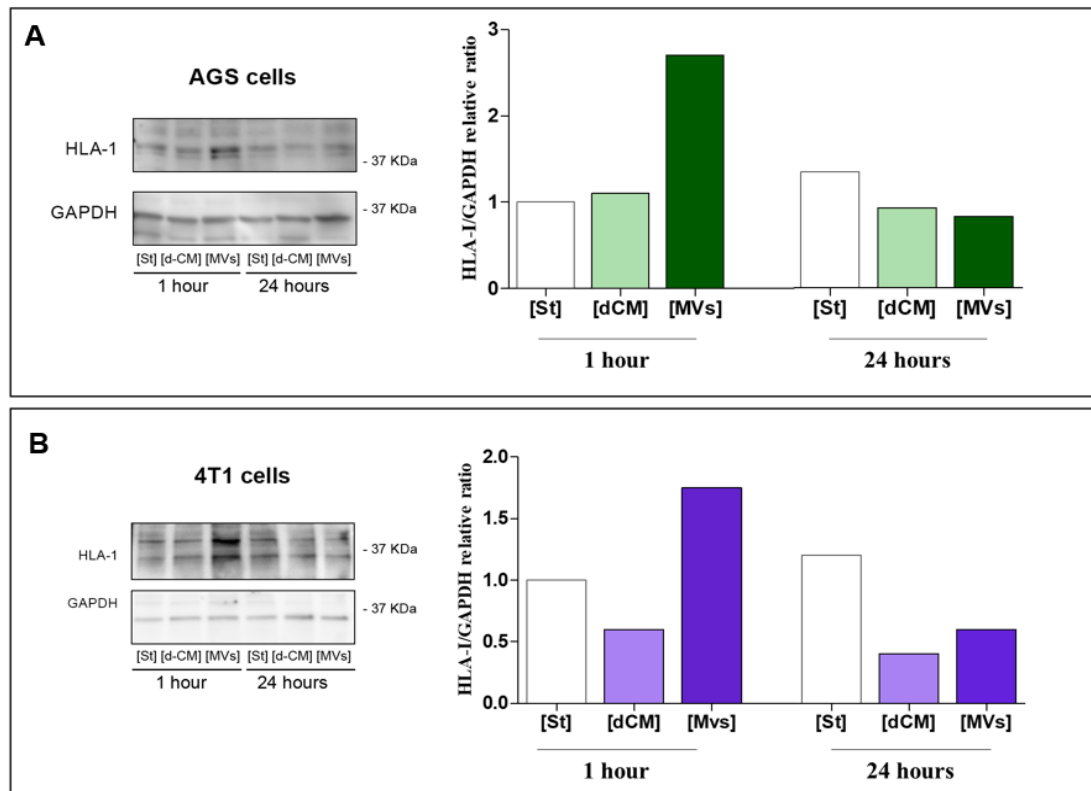 A
AGS cells
HLA-1
- 37 KDa
GAPDH
- 37 KDa
[St] [d-CM] [MVs] [St] [d-CM] [MVs]
1 hour 24 hours
HLA-I/GAPDH relative ratio
3
2
1
0
[St] [dCM] [MVs] [St] [dCM] [MVs]
1 hour 24 hours
B
4T1 cells
HLA-1
- 37 KDa
GAPDH
- 37 KDa
[St] [d-CM] [MVs] [St] [d-CM] [MVs]
1 hour 24 hours
HLA-I/GAPDH relative ratio
2.0
1.5
1.0
0.5
0.0
[St] [dCM] [Mvs] [St] [dCM] [MVs]
1 hour 24 hours